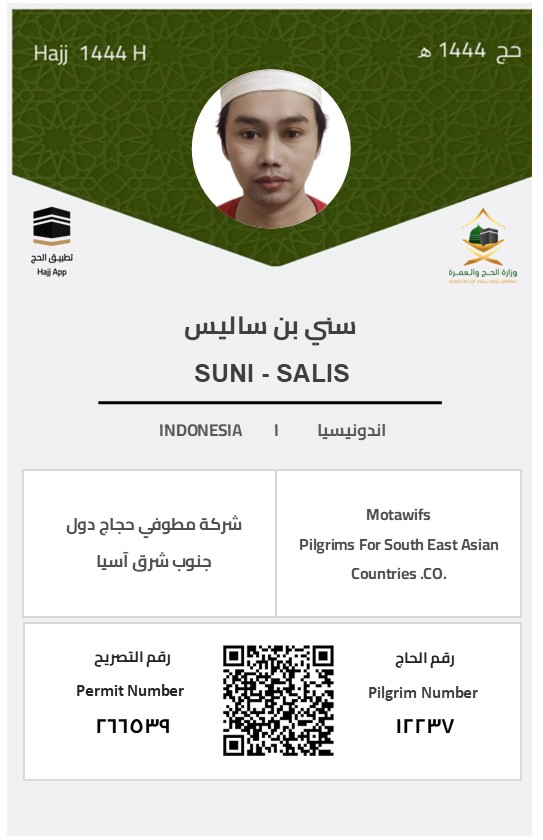 Hajj 1444 H
حج 1444 هـ
تطبيق الحج
Hajj App
وزارة الحج والعمرة
MINISTRY OF HAJJ AND UMRAH
سني بن ساليس
SUNI - SALIS
INDONESIA | اندونيسيا
شركة مطوفي حجاج دول
جنوب شرق آسيا
Motawifs
Pilgrims For South East Asian
Countries .CO.
رقم التصريح
Permit Number
٢٦٦٥٣٩
رقم الحاج
Pilgrim Number
١٢٢٣٧